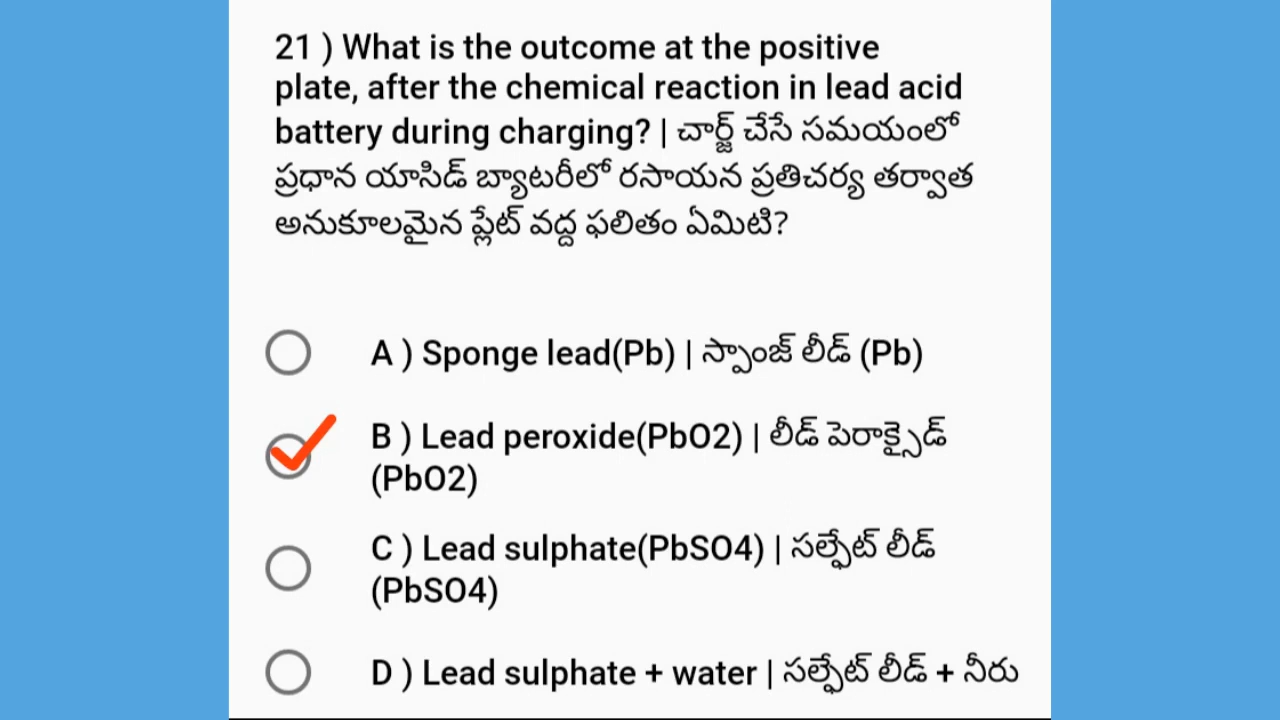 21 ) What is the outcome at the positive
plate, after the chemical reaction in lead acid
battery during charging? | చార్జ్ చేసే సమయంలో
ప్రధాన యాసిడ్ బ్యాటరీలో రసాయన ప్రతిచర్య తర్వాత
అనుకూలమైన ప్లేట్ వద్ద ఫలితం ఏమిటి?
A ) Sponge lead(Pb) | స్పాంజ్ లీడ్ (Pb)
B ) Lead peroxide(PbO2) | లీడ్ పెరాక్సైడ్
(PbO2)
C ) Lead sulphate(PbSO4) | సల్ఫేట్ లీడ్
(PbSO4)
D ) Lead sulphate + water | సల్ఫేట్ లీడ్ + నీరు